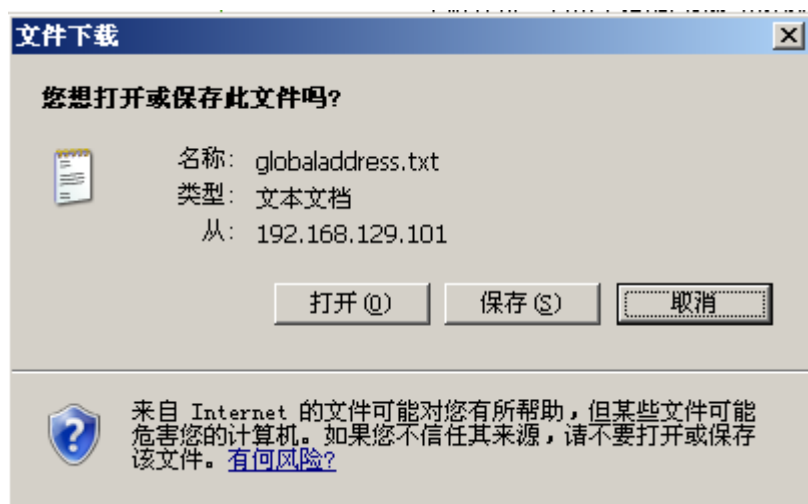 文件下载
您想打开或保存此文件吗?
名称: globaladdress.txt
类型: 文本文档
从: 192.168.129.101
打开(O) 保存(S) 取消
来自 Internet 的文件可能对您有所帮助,但某些文件可能
危害您的计算机。如果您不信任其来源,请不要打开或保存
该文件。有何风险?